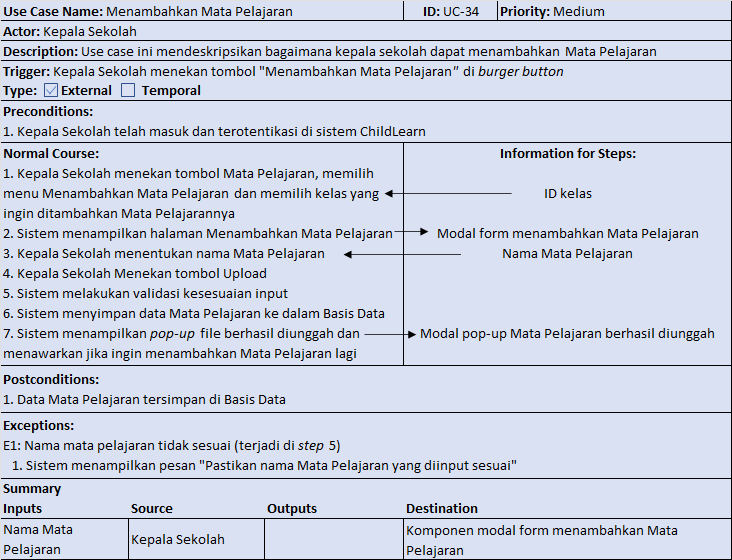 Use Case Name: Menambahkan Mata Pelajaran ID: UC-34 Priority: Medium
Actor: Kepala Sekolah
Description: Use case ini mendeskripsikan bagaimana kepala sekolah dapat menambahkan Mata Pelajaran
Trigger: Kepala Sekolah menekan tombol "Menambahkan Mata Pelajaran" di burger button
Type: External Temporal
Preconditions:
1. Kepala Sekolah telah masuk dan terotentikasi di sistem ChildLearn
Normal Course:
1. Kepala Sekolah menekan tombol Mata Pelajaran, memilih
menu Menambahkan Mata Pelajaran dan memilih kelas yang
ingin ditambahkan Mata Pelajarannya
2. Sistem menampilkan halaman Menambahkan Mata Pelajaran
3. Kepala Sekolah menentukan nama Mata Pelajaran
4. Kepala Sekolah Menekan tombol Upload
5. Sistem melakukan validasi kesesuaian input
6. Sistem menyimpan data Mata Pelajaran ke dalam Basis Data
7. Sistem menampilkan pop-up file berhasil diunggah dan
menawarkan jika ingin menambahkan Mata Pelajaran lagi
Information for Steps:
ID kelas
Modal form menambahkan Mata Pelajaran
Nama Mata Pelajaran
Modal pop-up Mata Pelajaran berhasil diunggah
Postconditions:
1. Data Mata Pelajaran tersimpan di Basis Data
Exceptions:
E1: Nama mata pelajaran tidak sesuai (terjadi di step 5)
1. Sistem menampilkan pesan "Pastikan nama Mata Pelajaran yang diinput sesuai"
Summary
Inputs Source Outputs Destination
Nama Mata
Pelajaran
Kepala Sekolah
Komponen modal form menambahkan Mata
Pelajaran